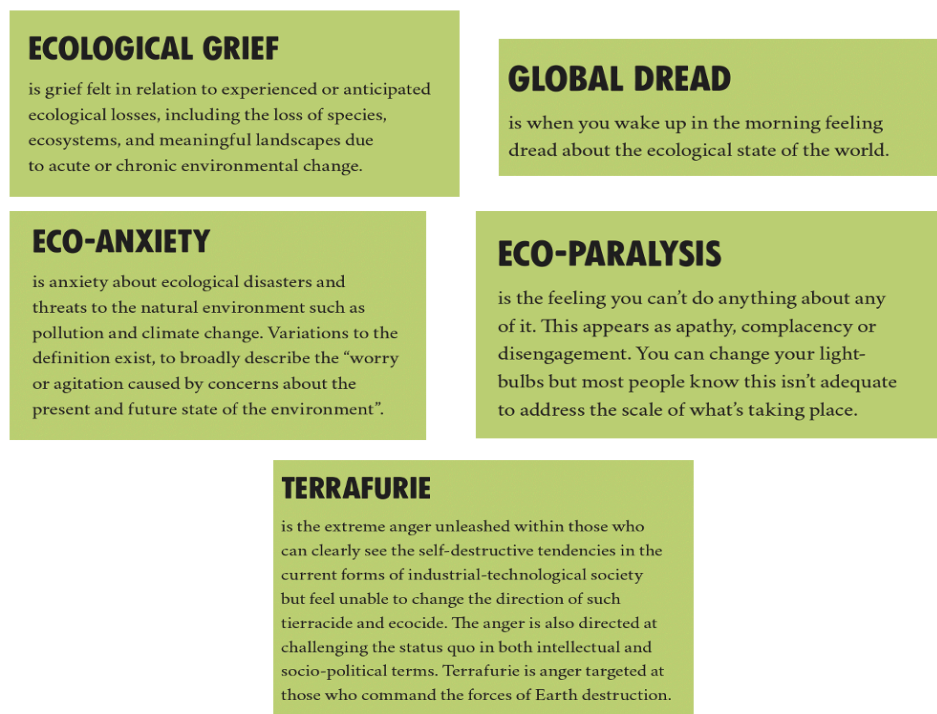 ECOLOGICAL GRIEF
is grief felt in relation to experienced or anticipated
ecological losses, including the loss of species,
ecosystems, and meaningful landscapes due
to acute or chronic environmental change.
GLOBAL DREAD
is when you wake up in the morning feeling
dread about the ecological state of the world.
ECO-ANXIETY
is anxiety about ecological disasters and
threats to the natural environment such as
pollution and climate change. Variations to the
definition exist, to broadly describe the “worry
or agitation caused by concerns about the
present and future state of the environment”.
ECO-PARALYSIS
is the feeling you can’t do anything about any
of it. This appears as apathy, complacency or
disengagement. You can change your light-
bulbs but most people know this isn’t adequate
to address the scale of what’s taking place.
TERRAFURIE
is the extreme anger unleashed within those who
can clearly see the self-destructive tendencies in the
current forms of industrial-technological society
but feel unable to change the direction of such
tierracide and ecocide. The anger is also directed at
challenging the status quo in both intellectual and
socio-political terms. Terrafurie is anger targeted at
those who command the forces of Earth destruction.